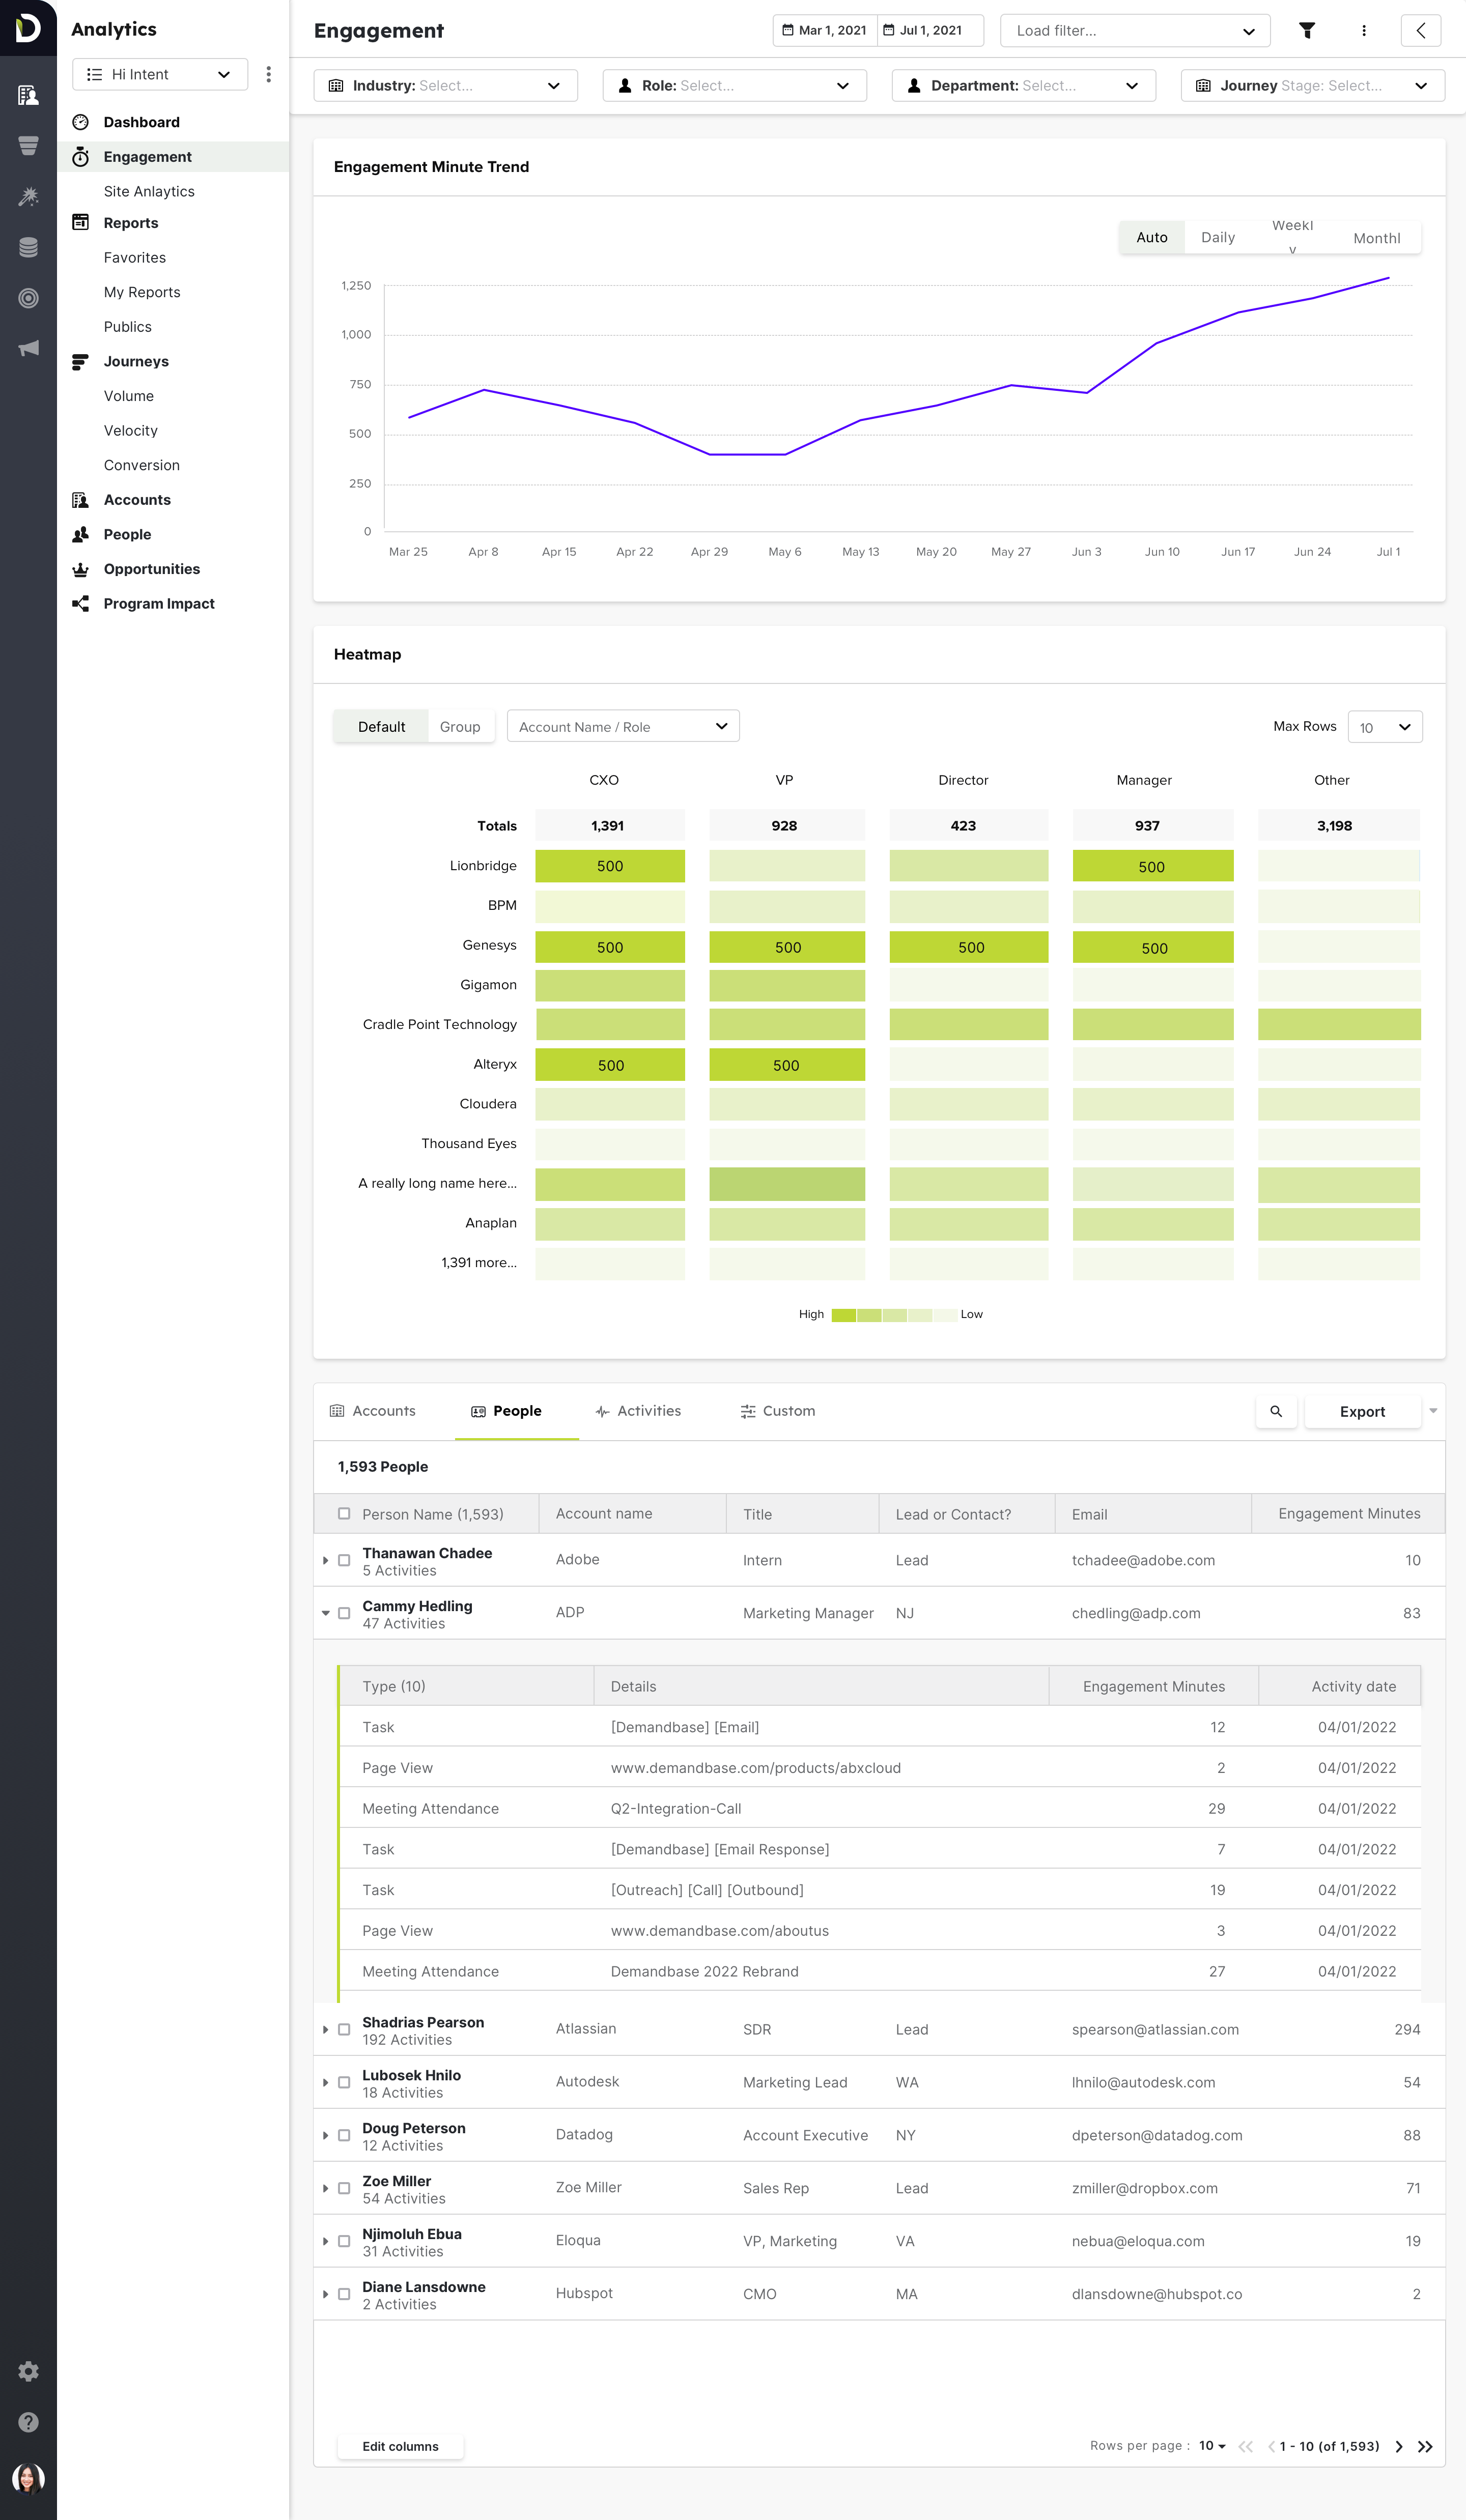 Analytics
Hi Intent
Dashboard
Engagement
Site Anlaytics
Reports
Favorites
My Reports
Publics
Journeys
Volume
Velocity
Conversion
Accounts
People
Opportunities
Program Impact
Engagement
Mar 1, 2021 Jul 1, 2021
Load filter...
Industry: Select...
Role: Select...
Department: Select...
Journey Stage: Select...
Engagement Minute Trend
Auto Daily Weekly Monthl
1,250
1,000
750
500
250
0
Mar 25 Apr 8 Apr 15 Apr 22 Apr 29 May 6 May 13 May 20 May 27 Jun 3 Jun 10 Jun 17 Jun 24 Jul 1
Heatmap
Default Group Account Name / Role Max Rows 10
CXO VP Director Manager Other
Totals 1,391 928 423 937 3,198
Lionbridge 500 500
BPM
Genesys 500 500 500 500
Gigamon
Cradle Point Technology
Alteryx 500 500
Cloudera
Thousand Eyes
A really long name here...
Anaplan
1,391 more...
High Low
Accounts People Activities Custom Export
1,593 People
Person Name (1,593) Account name Title Lead or Contact? Email Engagement Minutes
Thanawan Chadee Adobe Intern Lead tchadee@adobe.com 10
5 Activities
Cammy Hedling ADP Marketing Manager NJ chedling@adp.com 83
47 Activities
Type (10) Details Engagement Minutes Activity date
Task [Demandbase] [Email] 12 04/01/2022
Page View www.demandbase.com/products/abxcloud 2 04/01/2022
Meeting Attendance Q2-Integration-Call 29 04/01/2022
Task [Demandbase] [Email Response] 7 04/01/2022
Task [Outreach] [Call] [Outbound] 19 04/01/2022
Page View www.demandbase.com/aboutus 3 04/01/2022
Meeting Attendance Demandbase 2022 Rebrand 27 04/01/2022
Shadrias Pearson Atlassian SDR Lead spearson@atlassian.com 294
192 Activities
Lubosek Hnilo Autodesk Marketing Lead WA lhnilo@autodesk.com 54
18 Activities
Doug Peterson Datadog Account Executive NY dpeterson@datadog.com 88
12 Activities
Zoe Miller Zoe Miller Sales Rep Lead zmiller@dropbox.com 71
54 Activities
Njimoluh Ebua Eloqua VP, Marketing VA nebua@eloqua.com 19
31 Activities
Diane Lansdowne Hubspot CMO MA dlansdowne@hubspot.co 2
2 Activities
Edit columns Rows per page : 10 1 - 10 (of 1,593)